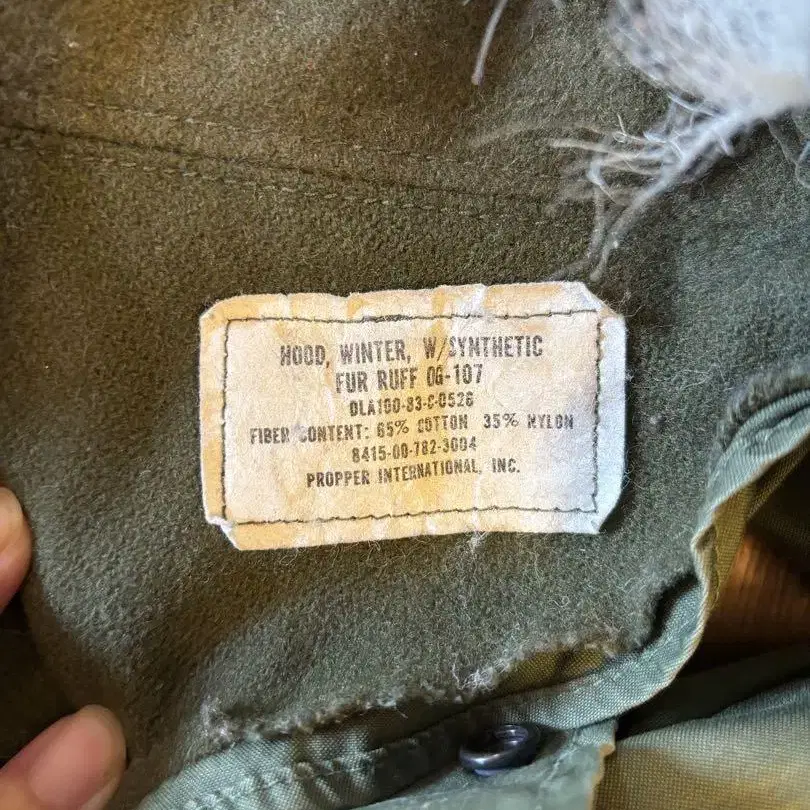 HOOD, WINTER, W/SYNTHETIC
FUR RUFF OG-107
DLA100-83-C-0526
FIBER CONTENT: 65% COTTON 35% NYLON
8415-00-782-3004
PROPPER INTERNATIONAL, INC.